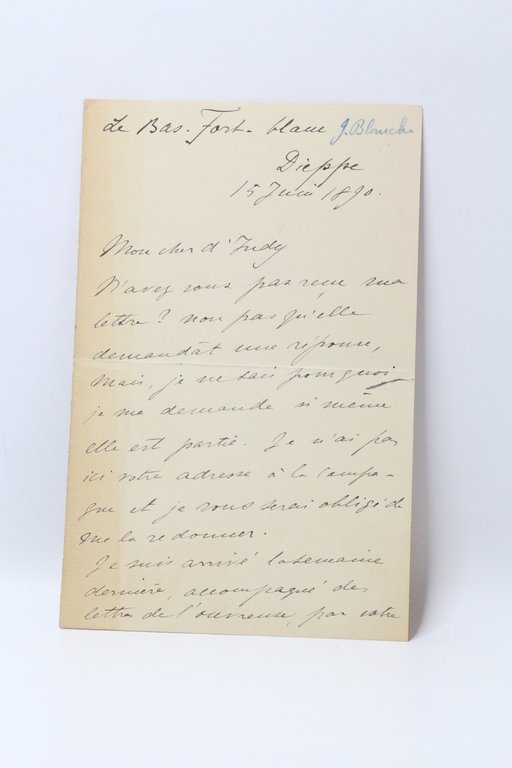 Le Bas-Fort-blanc J. Blanche
Dieppe
15 Juin 1890.
Mon cher d'Indy
N'avez vous pas reçu ma
lettre? non pas qu'elle
demandât une réponse,
mais, je ne sais pourquoi
je me demande si même
elle est partie. Je n'ai pas
ici votre adresse à la campa-
gne et je vous serais obligé de
me la redonner.
Je suis arrivé la semaine
dernière, accompagné des
lettres de l'ouvreuse, par votre